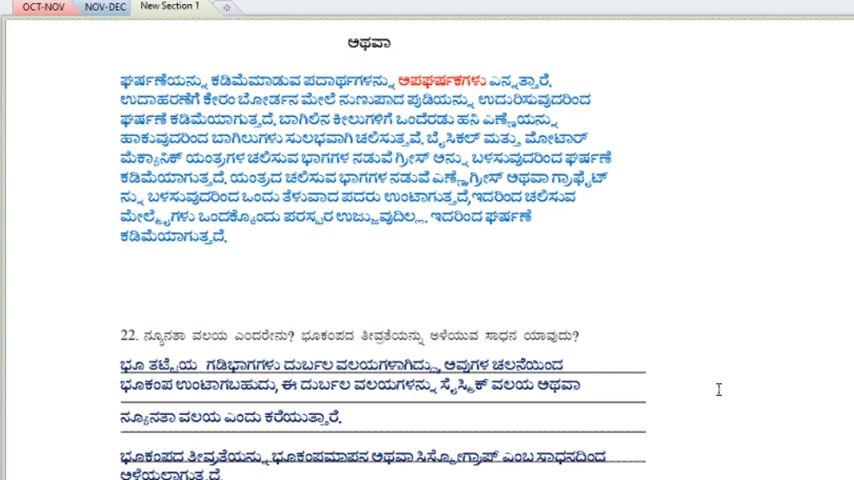 OCT-NOV NOV-DEC New Section 1
ಅಥವಾ
ಘರ್ಷಣೆಯನ್ನು ಕಡಿಮೆಮಾಡುವ ಪದಾರ್ಥಗಳನ್ನು ಅಪಘರ್ಷಕಗಳು ಎನ್ನತ್ತಾರೆ.
ಉದಾಹರಣೆಗೆ ಕೇರಂ ಬೋರ್ಡನ ಮೇಲೆ ನುಣುಪಾದ ಪುಡಿಯನ್ನು ಉದುರಿಸುವುದರಿಂದ
ಘರ್ಷಣೆ ಕಡಿಮೆಯಾಗುತ್ತದೆ. ಬಾಗಿಲಿನ ಕೀಲುಗಳಿಗೆ ಒಂದೆರಡು ಹನಿ ಎಣ್ಣೆಯನ್ನು
ಹಾಕುವುದರಿಂದ ಬಾಗಿಲುಗಳು ಸುಲಭವಾಗಿ ಚಲಿಸುತ್ತವೆ. ಬೈಸಿಕಲ್ ಮತ್ತು ಮೋಟಾರ್
ಮೆಕ್ಯಾನಿಕ್ ಯಂತ್ರಗಳ ಚಲಿಸುವ ಭಾಗಗಳ ನಡುವೆ ಗ್ರೀಸ್ ಅನ್ನು ಬಳಸುವುದರಿಂದ ಘರ್ಷಣೆ
ಕಡಿಮೆಯಾಗುತ್ತದೆ. ಯಂತ್ರದ ಚಲಿಸುವ ಭಾಗಗಳ ನಡುವೆ ಎಣ್ಣೆ,ಗ್ರೀಸ್ ಅಥವಾ ಗ್ರಾಫೈಟ್
ನ್ನು ಬಳಸುವುದರಿಂದ ಒಂದು ತೆಳುವಾದ ಪದರು ಉಂಟಾಗುತ್ತದೆ,ಇದರಿಂದ ಚಲಿಸುವ
ಮೇಲ್ಮೈಗಳು ಒಂದಕ್ಕೊಂದು ಪರಸ್ಪರ ಉಜ್ಜುವುದಿಲ್ಲ. ಇದರಿಂದ ಘರ್ಷಣೆ
ಕಡಿಮೆಯಾಗುತ್ತದೆ.
22. ನ್ಯೂನತಾ ವಲಯ ಎಂದರೇನು? ಭೂಕಂಪದ ತೀವ್ರತೆಯನ್ನು ಅಳೆಯುವ ಸಾಧನ ಯಾವುದು?
ಭೂ ತಟ್ಟೆಯ ಗಡಿಭಾಗಗಳು ದುರ್ಬಲ ವಲಯಗಳಾಗಿದ್ದು, ಅವುಗಳ ಚಲನೆಯಿಂದ
ಭೂಕಂಪ ಉಂಟಾಗಬಹುದು, ಈ ದುರ್ಬಲ ವಲಯಗಳನ್ನು ಸೈಸ್ಮಿಕ್ ವಲಯ ಅಥವಾ
ನ್ಯೂನತಾ ವಲಯ ಎಂದು ಕರೆಯುತ್ತಾರೆ.
ಭೂಕಂಪದ ತೀವ್ರತೆಯನ್ನು ಭೂಕಂಪಮಾಪನ ಅಥವಾ ಸಿಸ್ಮೋಗ್ರಾಫ್ ಎಂಬ ಸಾಧನದಿಂದ
ಅಳೆಯಲಾಗುತ್ತದೆ.